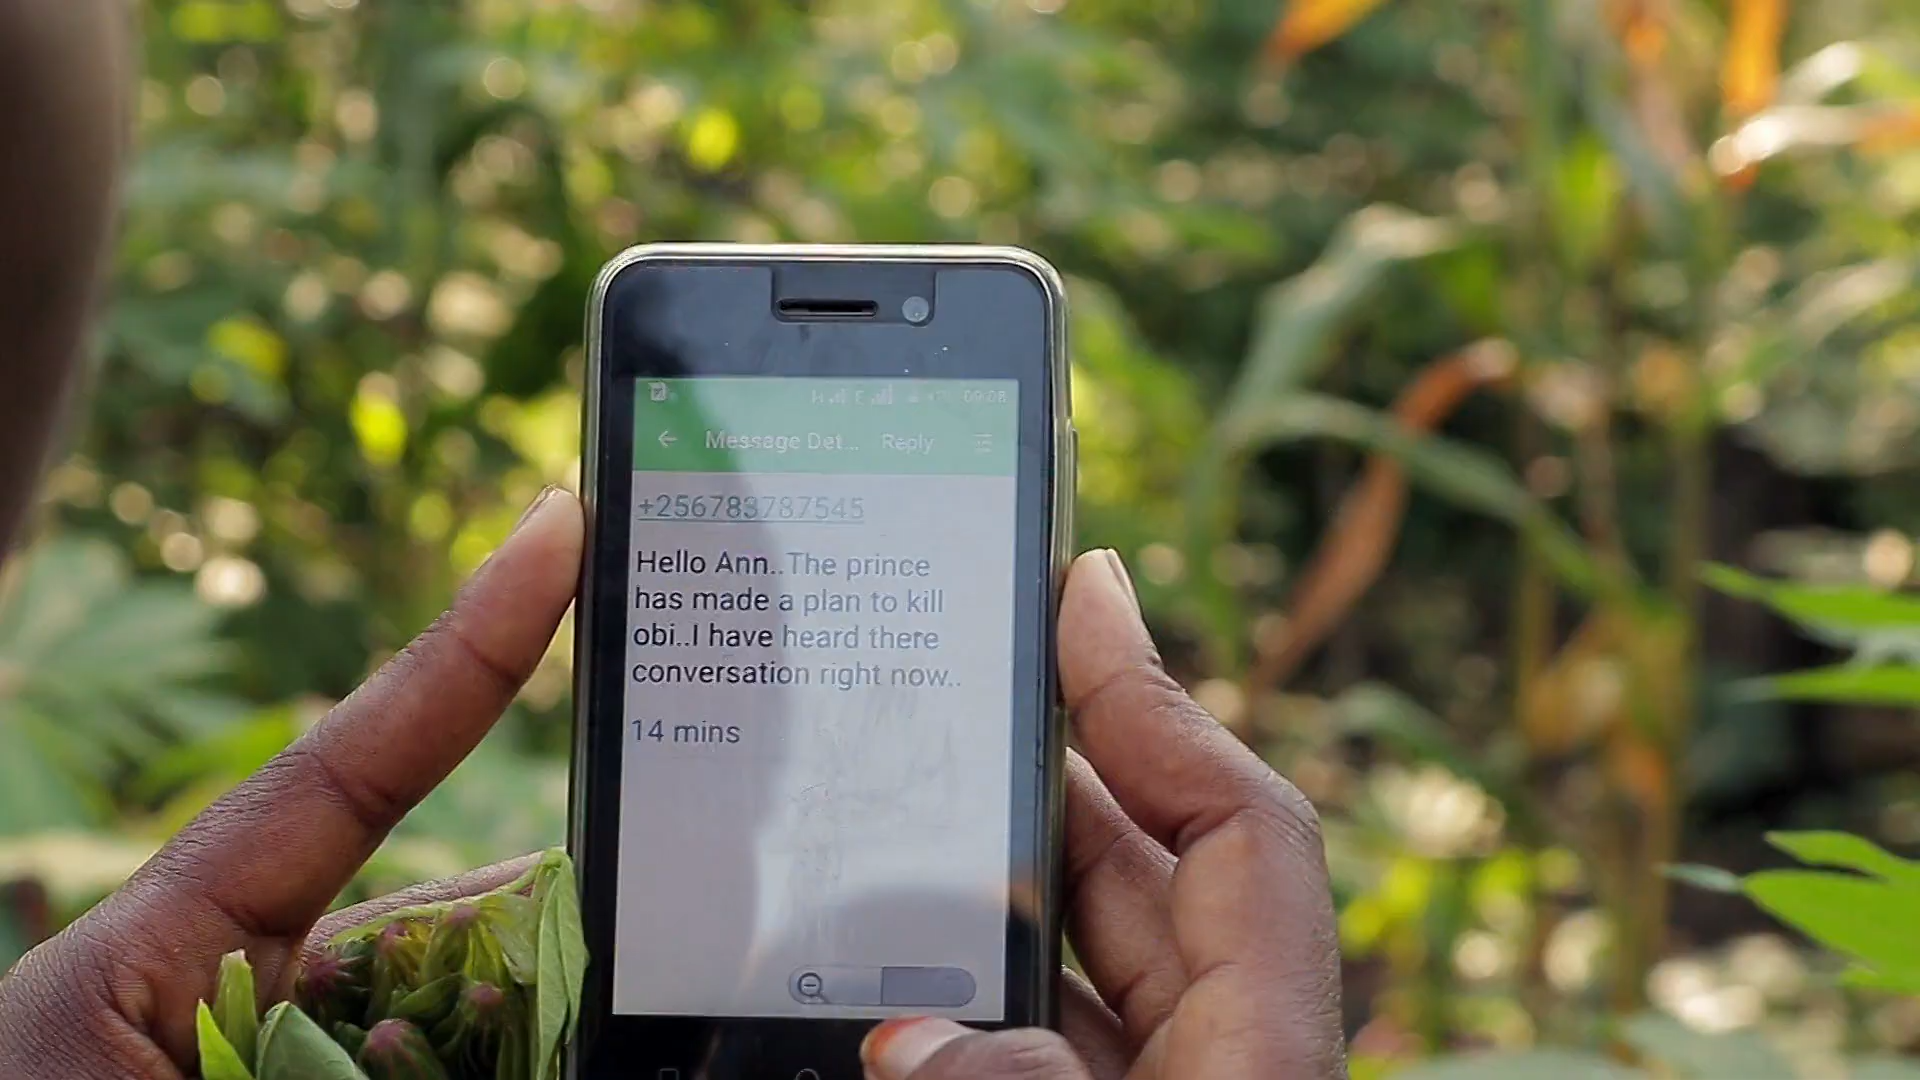 H E 09:08
Message Det... Reply
+256783787545
Hello Ann..The prince
has made a plan to kill
obi..I have heard there
conversation right now..
14 mins